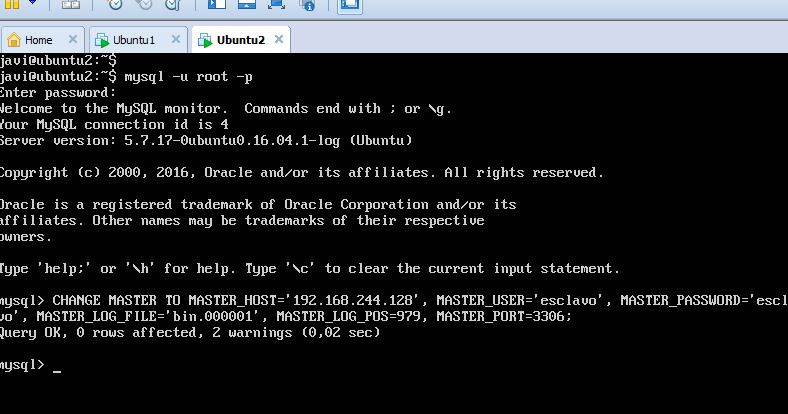 Home
Ubuntu1
Ubuntu2
javi@ubuntu2:~$
javi@ubuntu2:~$ mysql -u root -p
Enter password:
Welcome to the MySQL monitor.  Commands end with ; or \g.
Your MySQL connection id is 4
Server version: 5.7.17-0ubuntu0.16.04.1-log (Ubuntu)
Copyright (c) 2000, 2016, Oracle and/or its affiliates. All rights reserved.
Oracle is a registered trademark of Oracle Corporation and/or its
affiliates. Other names may be trademarks of their respective
owners.
Type 'help;' or '\h' for help. Type '\c' to clear the current input statement.
mysql> CHANGE MASTER TO MASTER_HOST='192.168.244.128', MASTER_USER='esclavo', MASTER_PASSWORD='escl
vo', MASTER_LOG_FILE='bin.000001', MASTER_LOG_POS=979, MASTER_PORT=3306;
Query OK, 0 rows affected, 2 warnings (0,02 sec)
mysql> _